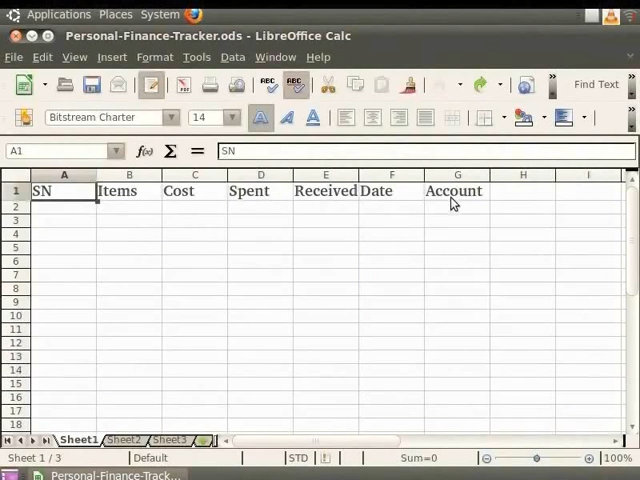 Applications Places System
Personal-Finance-Tracker.ods - LibreOffice Calc
File Edit View Insert Format Tools Data Window Help
ABC ABC Find Text
Bitstream Charter 14 A A A
A1 f(x) Σ = SN
A B C D E F G H I
1 SN Items Cost Spent Received Date Account
2
3
4
5
6
7
8
9
10
11
12
13
14
15
16
17
18
Sheet1 Sheet2 Sheet3
Sheet 1 / 3 Default STD Sum=0 100%
Personal-Finance-Track...